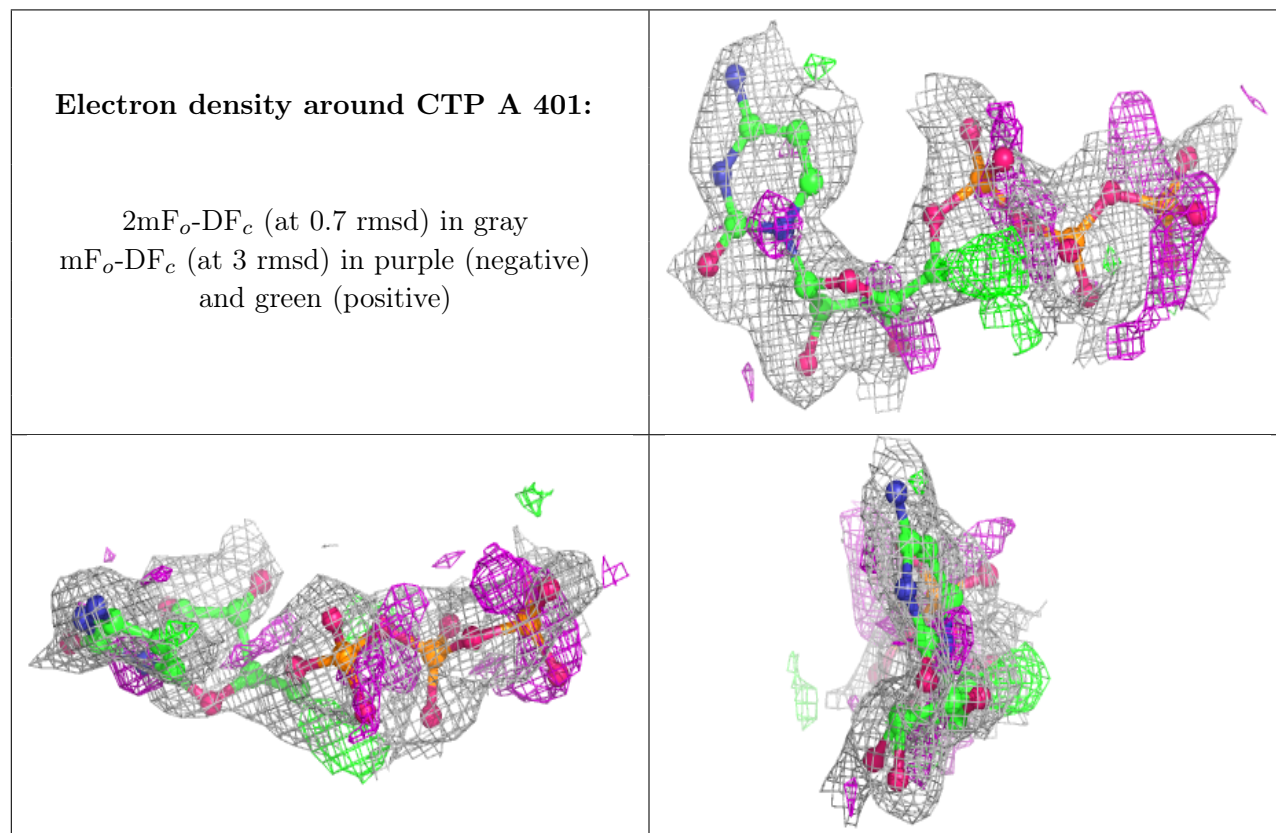 Electron density around CTP A 401:
2mFo-DFc (at 0.7 rmsd) in gray
mFo-DFc (at 3 rmsd) in purple (negative)
and green (positive)